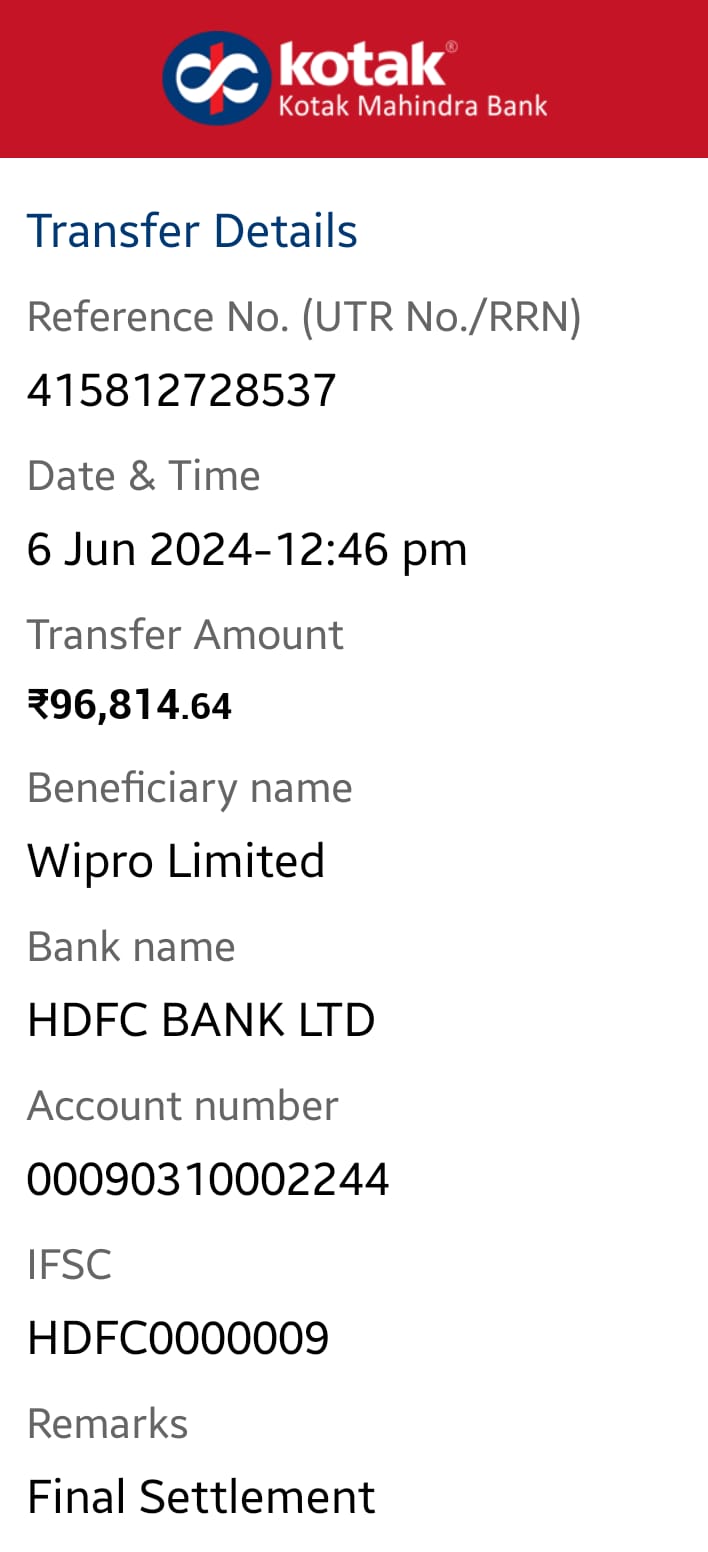 kotak®
Kotak Mahindra Bank
Transfer Details
Reference No. (UTR No./RRN)
415812728537
Date & Time
6 Jun 2024-12:46 pm
Transfer Amount
₹96,814.64
Beneficiary name
Wipro Limited
Bank name
HDFC BANK LTD
Account number
00090310002244
IFSC
HDFC0000009
Remarks
Final Settlement